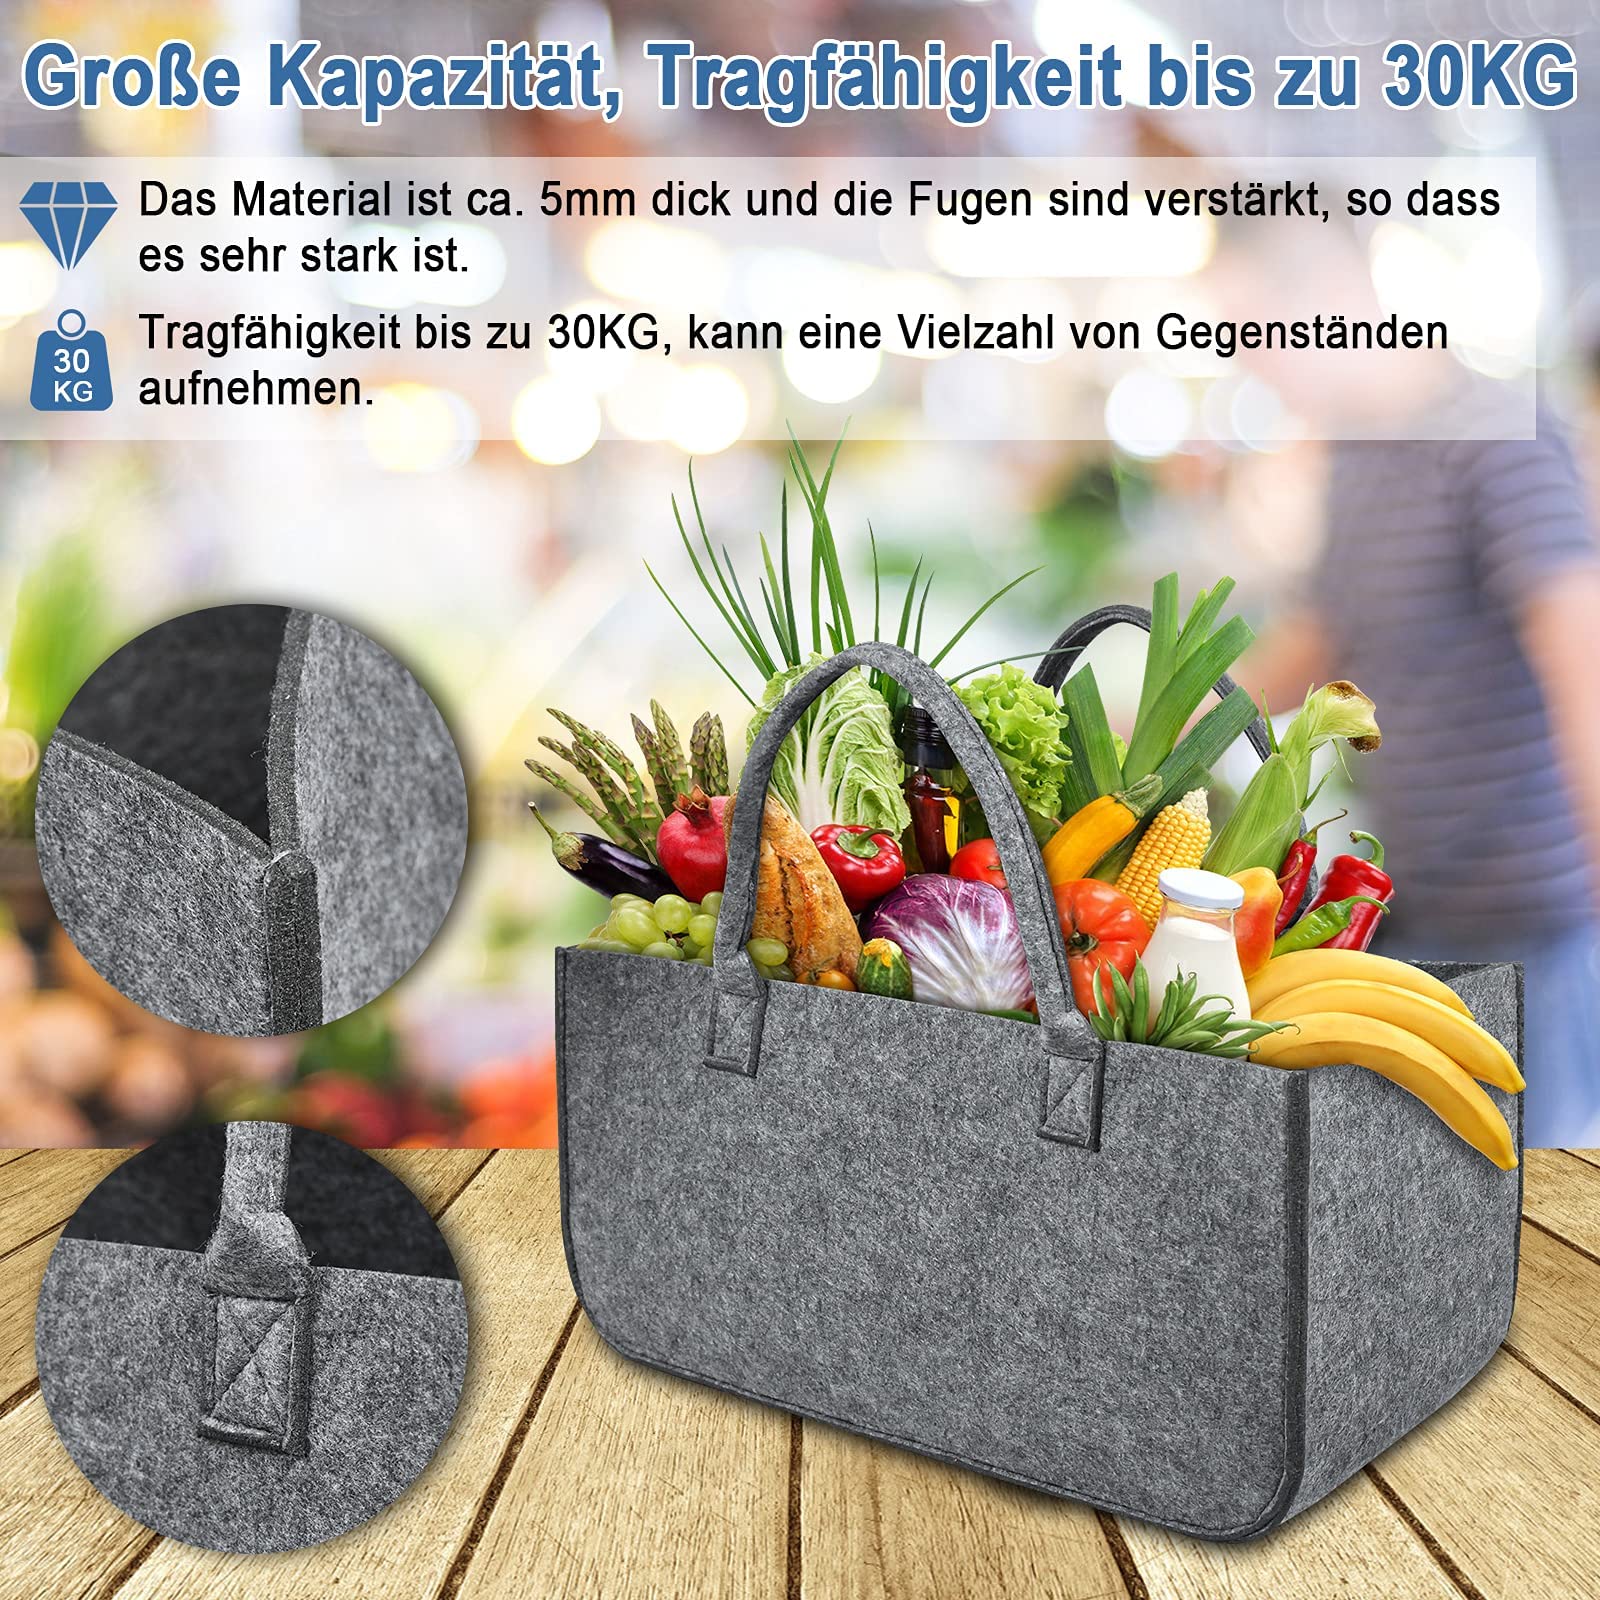 Große Kapazität, Tragfähigkeit bis zu 30KG
Das Material ist ca. 5mm dick und die Fugen sind verstärkt, so dass
es sehr stark ist.
30
KG
Tragfähigkeit bis zu 30KG, kann eine Vielzahl von Gegenständen
aufnehmen.